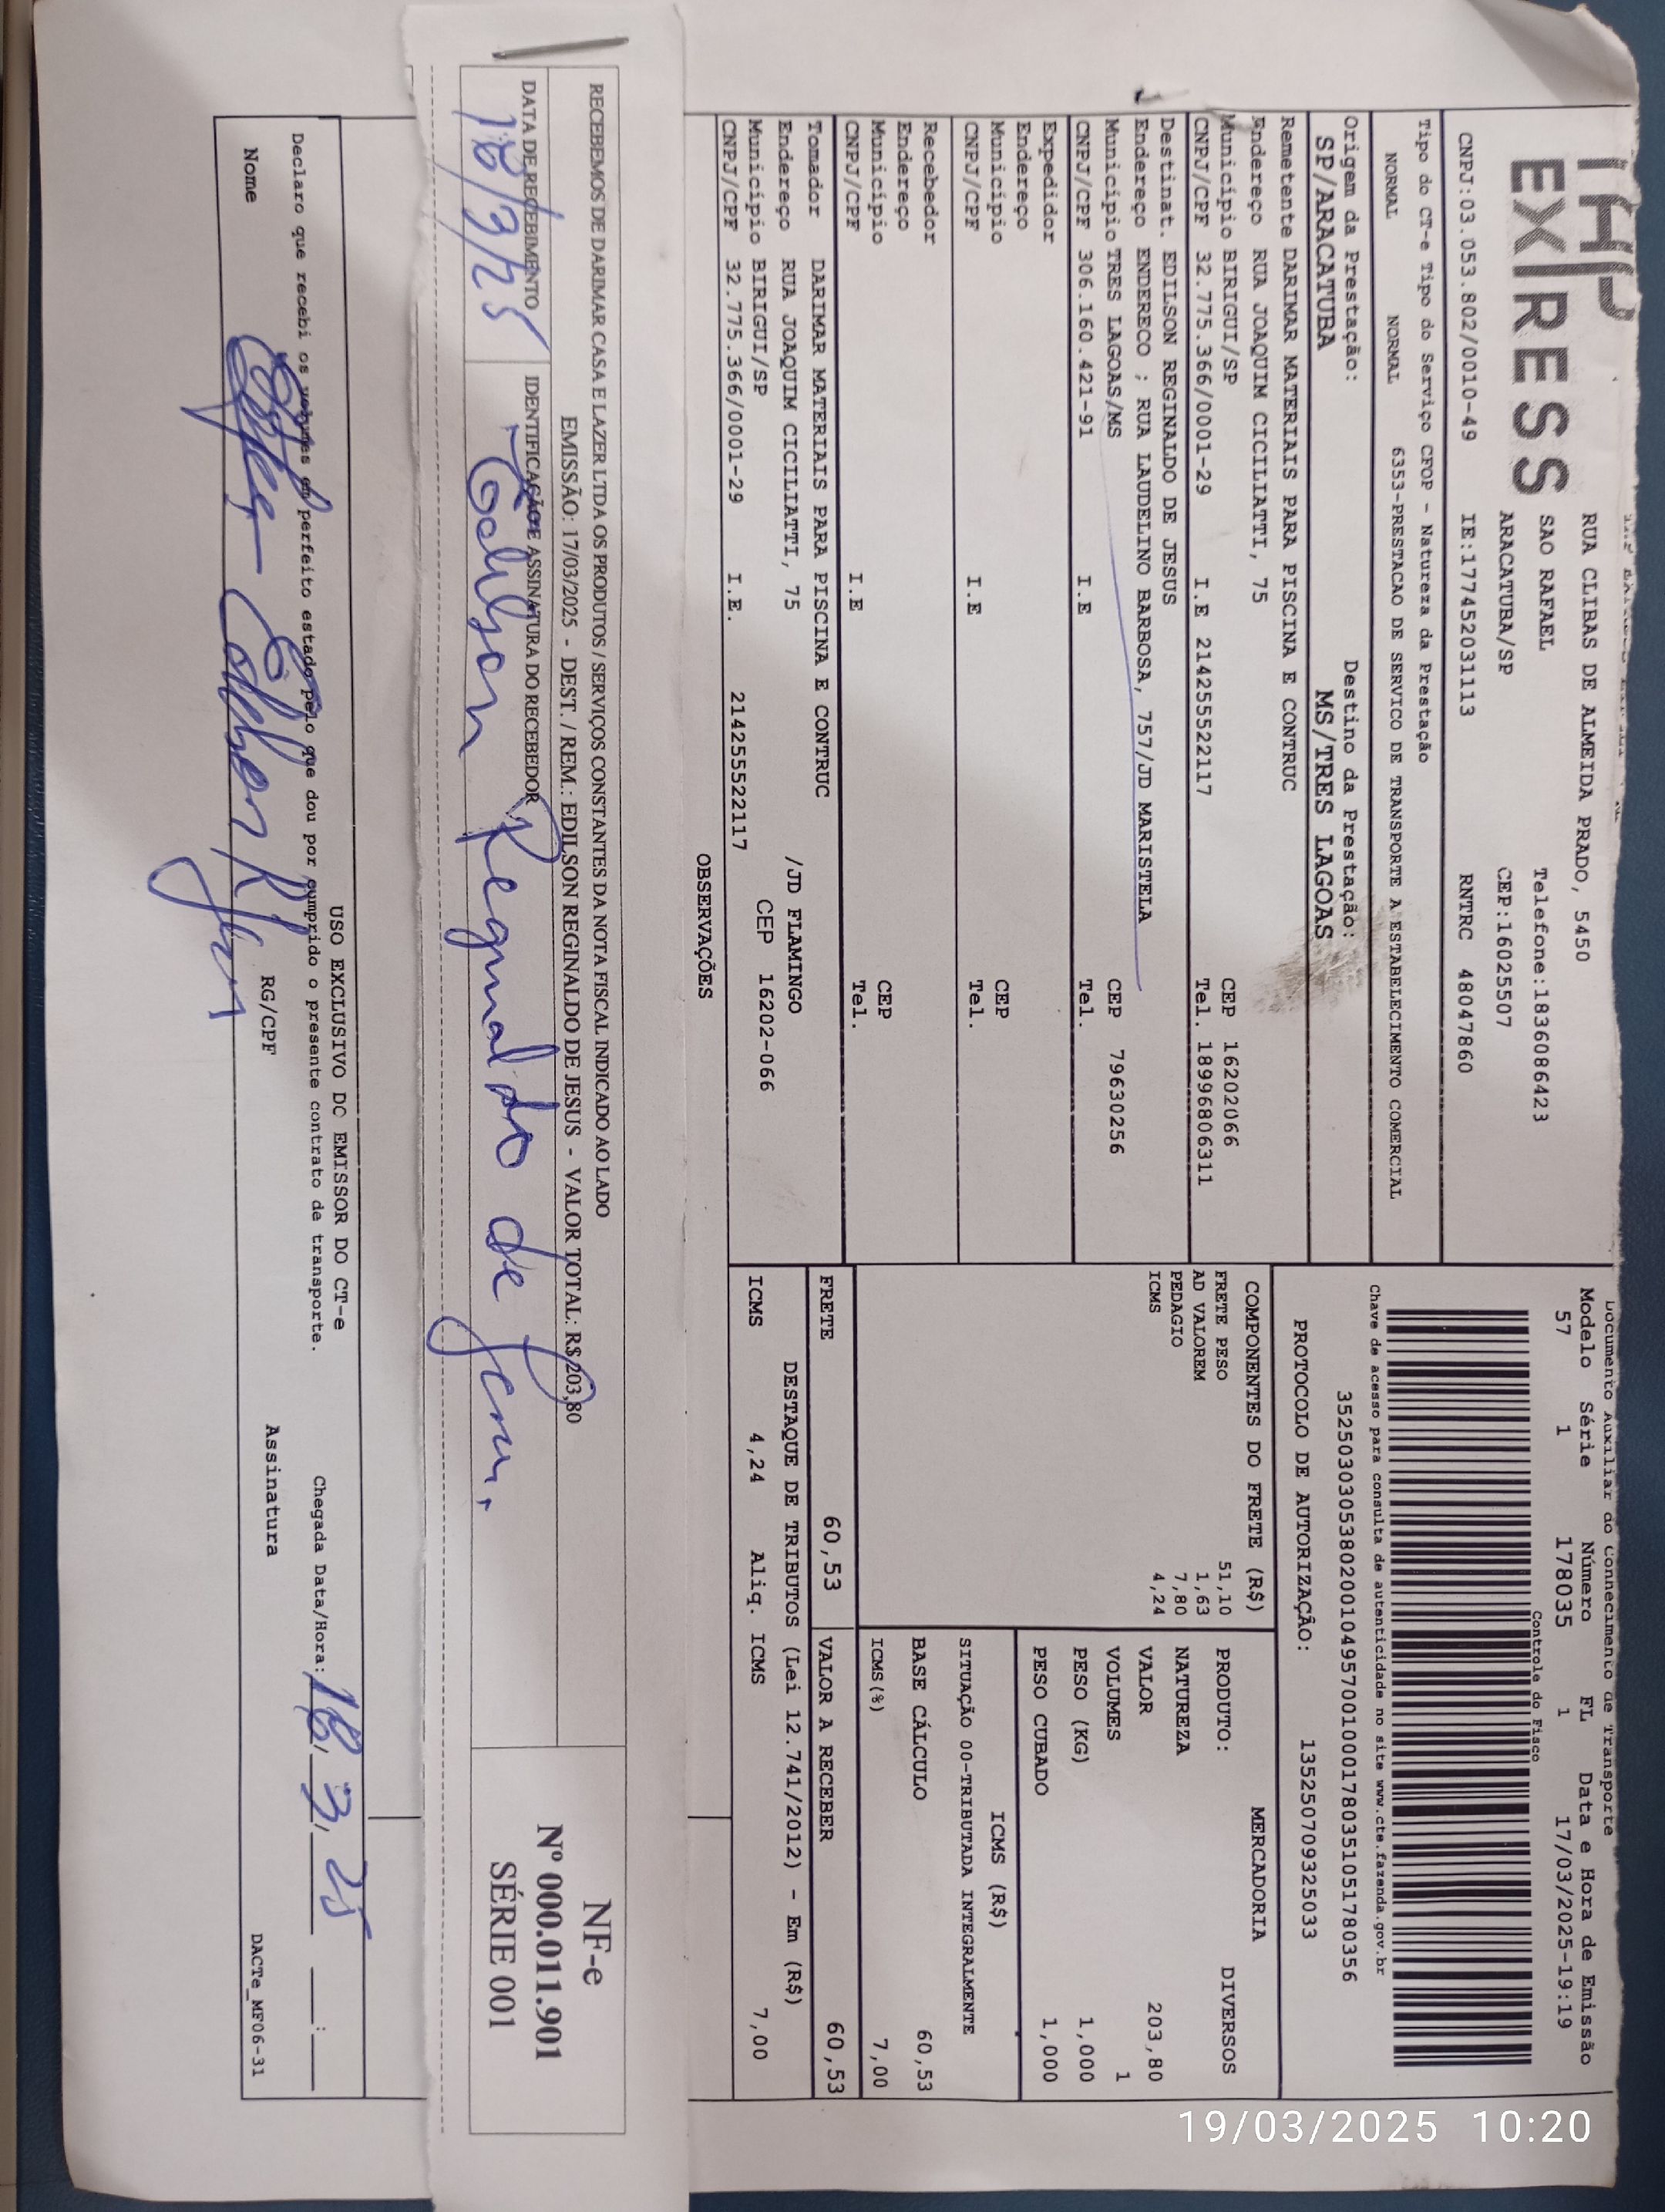 THP
EXPRESS
RUA CLIBAS DE ALMEIDA PRADO, 5450
SAO RAFAEL Telefone:1836086423
ARACATUBA/SP CEP:16025507
CNPJ:03.053.802/0010-49 IE:177452031113 RNTRC 48047860
Tipo do CT-e Tipo do Serviço CFOP - Natureza da Prestação
NORMAL NORMAL 6353-PRESTACAO DE SERVICO DE TRANSPORTE A ESTABELECIMENTO COMERCIAL
Origem da Prestação: Destino da Prestação:
SP/ARACATUBA MS/TRES LAGOAS
Remetente DARIMAR MATERIAIS PARA PISCINA E CONTRUC
Endereço RUA JOAQUIM CICILIATTI, 75
Município BIRIGUI/SP CEP 16202066
CNPJ/CPF 32.775.366/0001-29 I.E 214255522117 Tel. 18996806311
Destinat. EDILSON REGINALDO DE JESUS
Endereço ENDERECO ; RUA LAUDELINO BARBOSA, 757/JD MARISTELA
Município TRES LAGOAS/MS CEP 79630256
CNPJ/CPF 306.160.421-91 I.E Tel.
Expedidor
Endereço
Município CEP
CNPJ/CPF I.E Tel.
Recebedor
Endereço
Município CEP
CNPJ/CPF I.E Tel.
Tomador DARIMAR MATERIAIS PARA PISCINA E CONTRUC
Endereço RUA JOAQUIM CICILIATTI, 75 /JD FLAMINGO
Município BIRIGUI/SP CEP 16202-066
CNPJ/CPF 32.775.366/0001-29 I.E. 214255522117
Documento Auxiliar do Conhecimento de Transporte
Modelo Série Número FL Data e Hora de Emissão
57 1 178035 1 17/03/2025-19:19
Controle do Fisco
Chave de acesso para consulta de autenticidade no site www.cte.fazenda.gov.br
35250303053802001049570010001780351051780356
PROTOCOLO DE AUTORIZAÇÃO: 135250709325033
COMPONENTES DO FRETE (R$)
FRETE PESO 51,10
AD VALOREM 1,63
PEDAGIO 7,80
ICMS 4,24
MERCADORIA
PRODUTO: DIVERSOS
NATUREZA
VALOR 203,80
VOLUMES 1
PESO (KG) 1,000
PESO CUBADO 1,000
ICMS (R$)
SITUAÇÃO 00-TRIBUTADA INTEGRALMENTE
BASE CÁLCULO 60,53
ICMS(%) 7,00
FRETE 60,53 VALOR A RECEBER 60,53
DESTAQUE DE TRIBUTOS (Lei 12.741/2012) - Em (R$)
ICMS 4,24 Aliq. ICMS 7,00
OBSERVAÇÕES
RECEBEMOS DE DARIMAR CASA E LAZER LTDA OS PRODUTOS / SERVIÇOS CONSTANTES DA NOTA FISCAL INDICADO AO LADO
EMISSÃO: 17/03/2025 - DEST. / REM.: EDILSON REGINALDO DE JESUS - VALOR TOTAL: R$ 203,80
DATA DE RECEBIMENTO IDENTIFICAÇÃO E ASSINATURA DO RECEBEDOR
18/3/25 Edilson Reginaldo de Jesus.
NF-e
Nº 000.011.901
SÉRIE 001
USO EXCLUSIVO DO EMISSOR DO CT-e
Declaro que recebi os volumes em perfeito estado pelo que dou por cumprido o presente contrato de transporte.
Chegada Data/Hora: 18, 3, 25
Nome Edilson R Jesus RG/CPF Assinatura
DACTe_MF06-31
19/03/2025 10:20